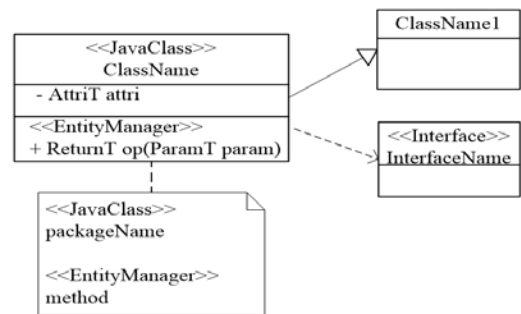 <<JavaClass>>
ClassName
- AttriT attri
<<EntityManager>>
+ ReturnT op(ParamT param)
ClassName1
<<Interface>>
InterfaceName
<<JavaClass>>
packageName
<<EntityManager>>
method